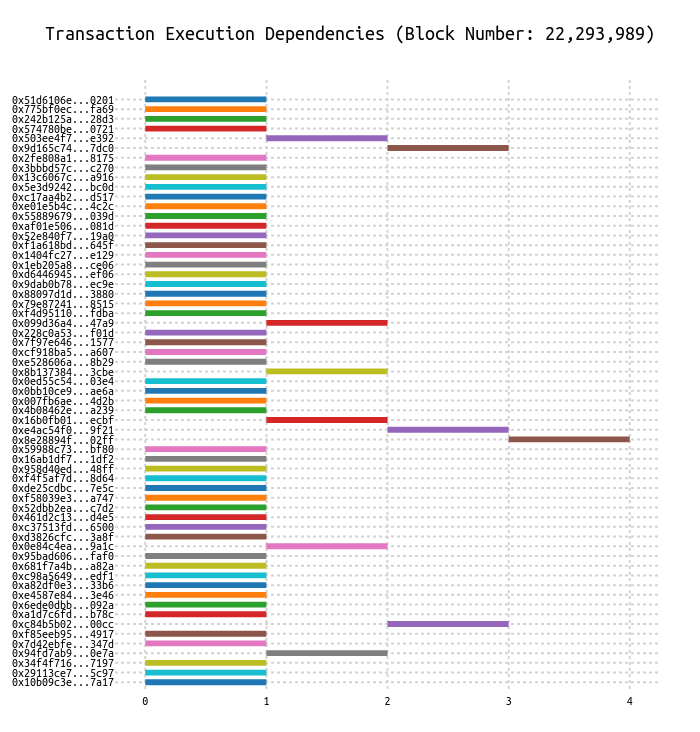 Transaction Execution Dependencies (Block Number: 22,293,989)
0x51d6106e...0201
0x775bf0ec...fa69
0x242b125a...28d3
0x574780be...0721
0x503ee4f7...e392
0x9d165c74...7dc0
0x2fe808a1...8175
0x3bbbd57c...c270
0x13c6067c...a916
0x5e3d9242...bc0d
0xc17aa4b2...d517
0xe01e5b4c...4c2c
0x55889679...039d
0xaf01e506...081d
0x52e840f7...19a0
0xf1a618bd...645f
0x1404fc27...e129
0x1eb205a8...ce06
0xd6446945...ef06
0x9dab0b78...ec9e
0x88097d1d...3880
0x79e87241...8515
0xf4d95110...fdba
0x099d36a4...47a9
0x228c0a53...f01d
0x7f97e646...1577
0xcf918ba5...a607
0xe528606a...8b29
0x8b137384...3cbe
0x0ed55c54...03e4
0x0bb10ce9...ae6a
0x007fb6ae...4d2b
0x4b08462e...a239
0x16b0fb01...ecbf
0xe4ac54f0...9f21
0x8e28894f...02ff
0x59988c73...bf80
0x16ab1df7...1df2
0x958d40ed...48ff
0xf4f5af7d...8d64
0xde25cdbc...7e5c
0xf58039e3...a747
0x52dbb2ea...c7d2
0x461d2c13...d4e5
0xc37513fd...6500
0xd3826cfc...3a8f
0x0e84c4ea...9a1c
0x95bad606...faf0
0x681f7a4b...a82a
0xc98a5649...edf1
0xa82df0e3...33b6
0xe4587e84...3e46
0x6ede0dbb...092a
0xa1d7c6fd...b78c
0xc84b5b02...00cc
0xf85eeb95...4917
0x7d42ebfe...347d
0x94fd7ab9...0e7a
0x34f4f716...7197
0x29113ce7...5c97
0x10b09c3e...7a17
0 1 2 3 4